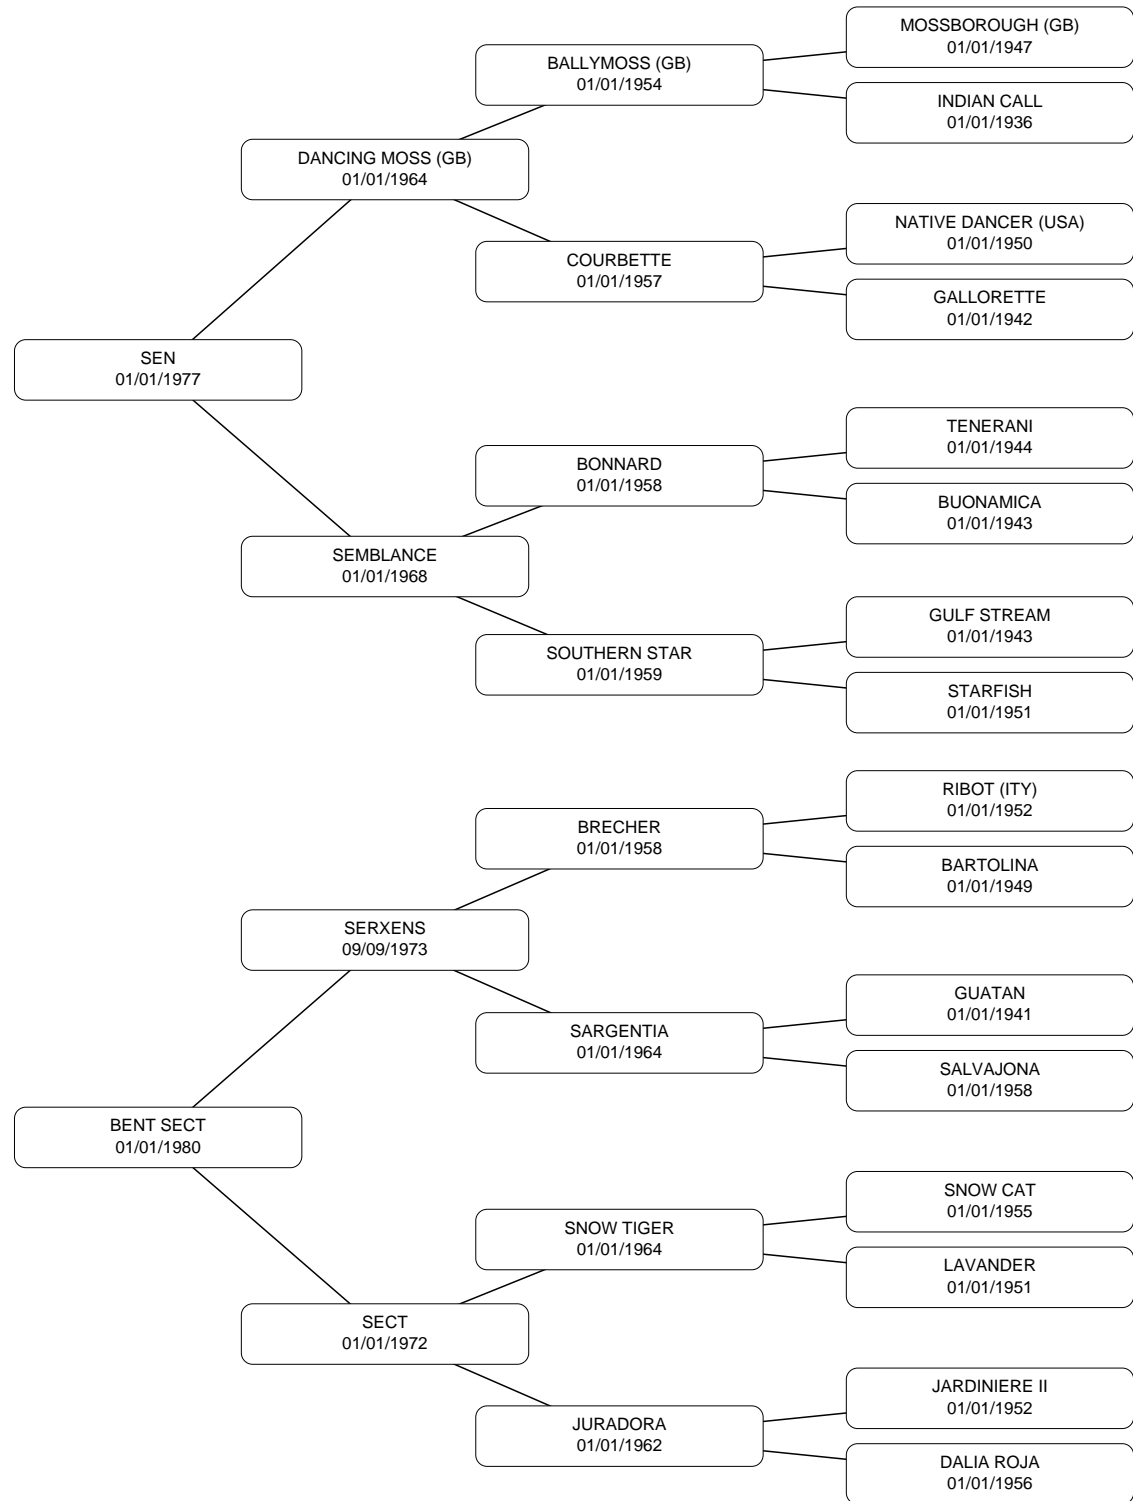 MOSSBOROUGH (GB)
01/01/1947
BALLYMOSS (GB)
01/01/1954
INDIAN CALL
01/01/1936
DANCING MOSS (GB)
01/01/1964
NATIVE DANCER (USA)
01/01/1950
COURBETTE
01/01/1957
GALLORETTE
01/01/1942
SEN
01/01/1977
TENERANI
01/01/1944
BONNARD
01/01/1958
BUONAMICA
01/01/1943
SEMBLANCE
01/01/1968
GULF STREAM
01/01/1943
SOUTHERN STAR
01/01/1959
STARFISH
01/01/1951
RIBOT (ITY)
01/01/1952
BRECHER
01/01/1958
BARTOLINA
01/01/1949
SERXENS
09/09/1973
GUATAN
01/01/1941
SARGENTIA
01/01/1964
SALVAJONA
01/01/1958
BENT SECT
01/01/1980
SNOW CAT
01/01/1955
SNOW TIGER
01/01/1964
LAVANDER
01/01/1951
SECT
01/01/1972
JARDINIERE II
01/01/1952
JURADORA
01/01/1962
DALIA ROJA
01/01/1956